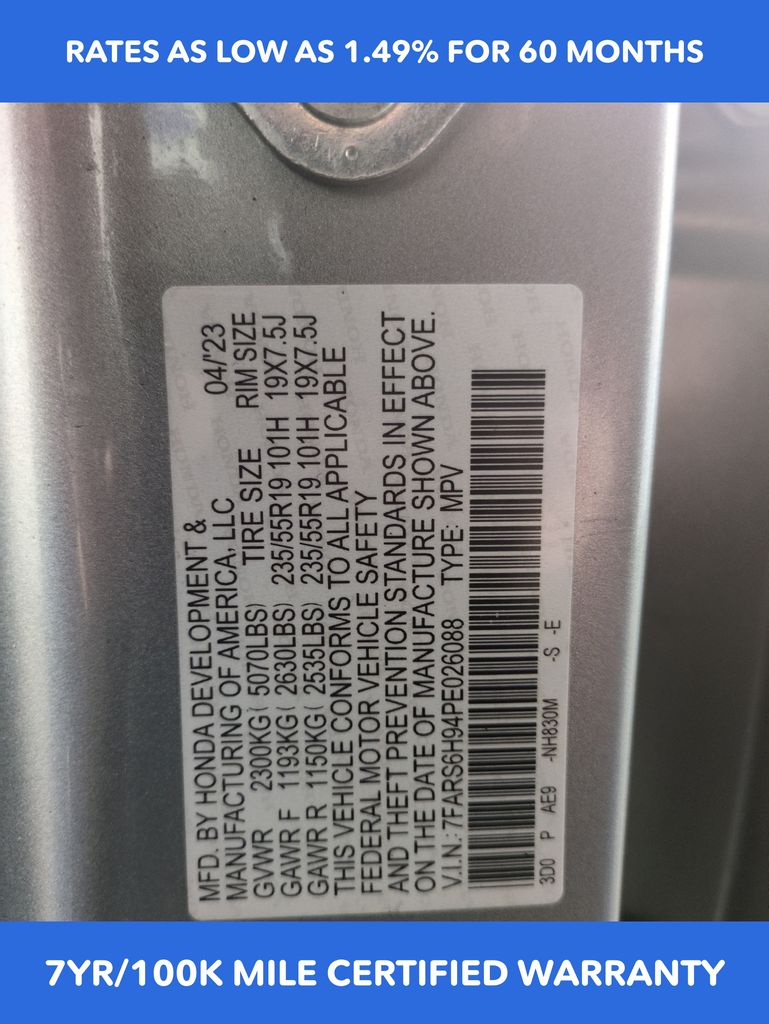 RATES AS LOW AS 1.49% FOR 60 MONTHS
MFD. BY HONDA DEVELOPMENT &
MANUFACTURING OF AMERICA, LLC 04/'23
GVWR 2300KG( 5070LBS) TIRE SIZE RIM SIZE
GAWR F 1193KG( 2630LBS) 235/55R19 101H 19X7.5J
GAWR R 1150KG( 2535LBS) 235/55R19 101H 19X7.5J
THIS VEHICLE CONFORMS TO ALL APPLICABLE
FEDERAL MOTOR VEHICLE SAFETY
AND THEFT PREVENTION STANDARDS IN EFFECT
ON THE DATE OF MANUFACTURE SHOWN ABOVE.
V.I.N.: 7FARS6H94PE026088 TYPE: MPV
3D0 P AE9 -NH830M -S -E
7YR/100K MILE CERTIFIED WARRANTY